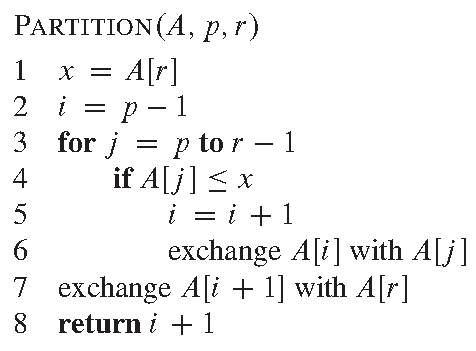 PARTITION(A, p, r)
1 x = A[r]
2 i = p − 1
3 for j = p to r − 1
4 if A[j] ≤ x
5 i = i + 1
6 exchange A[i] with A[j]
7 exchange A[i + 1] with A[r]
8 return i + 1